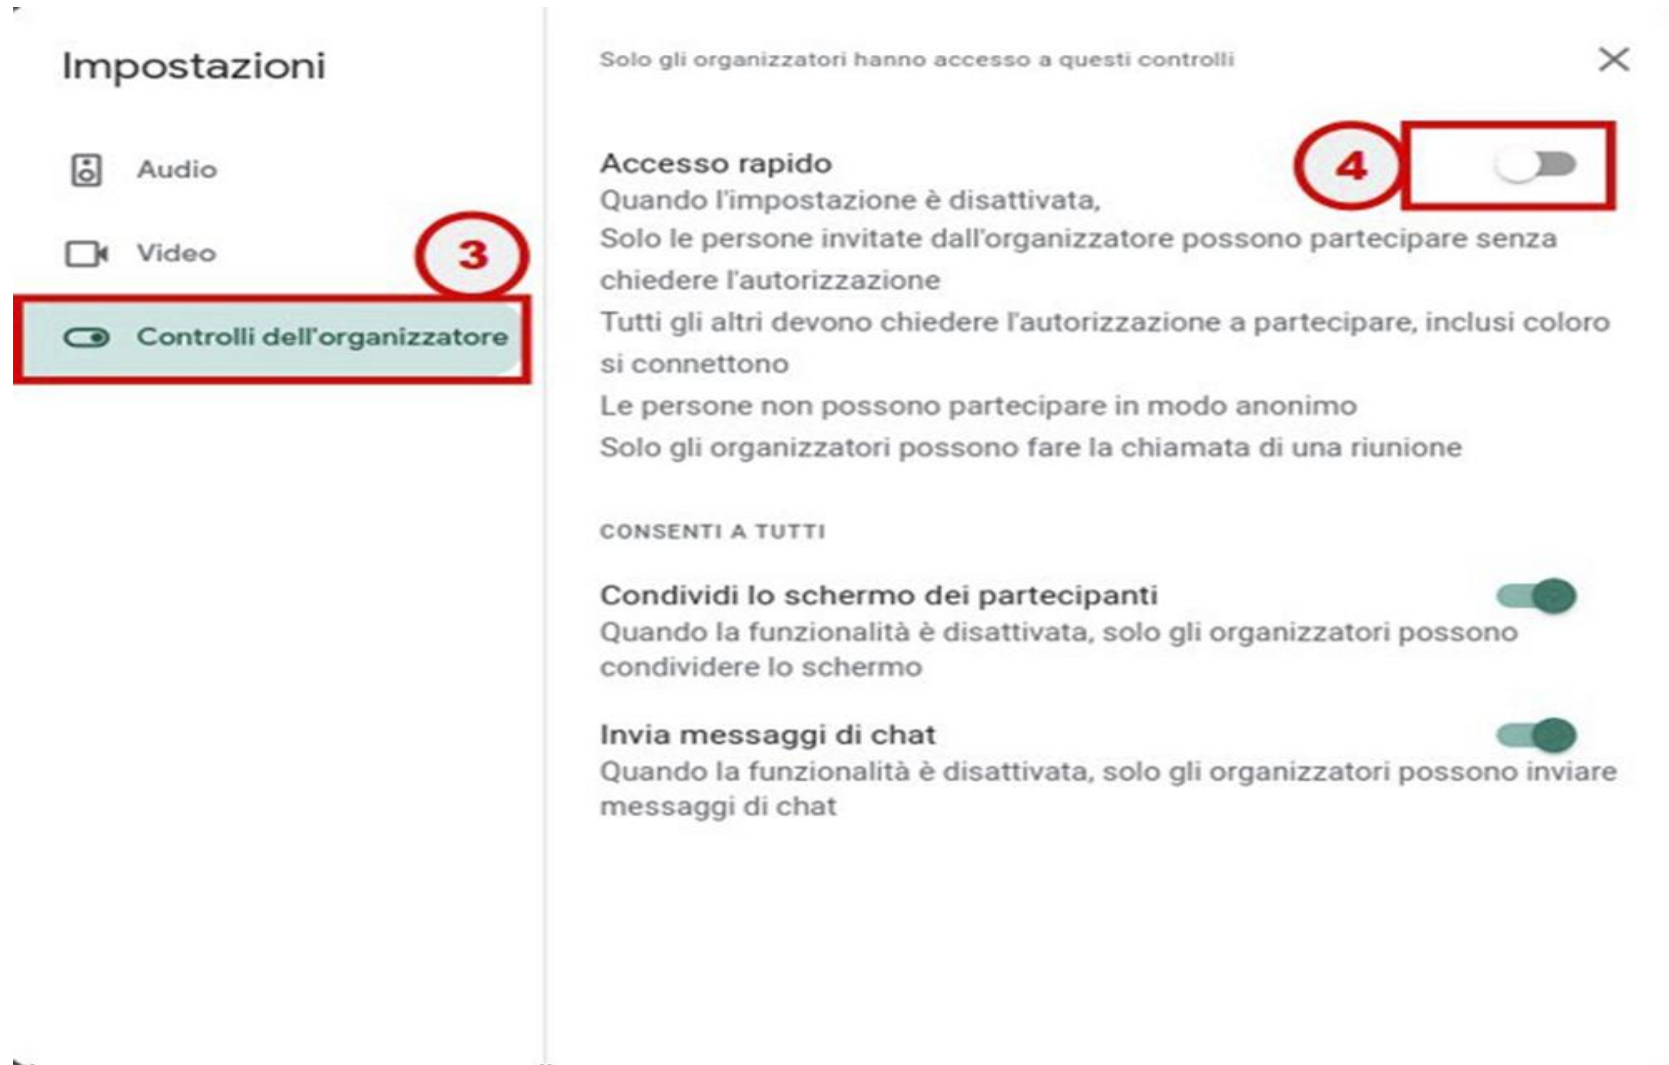 Impostazioni
Audio
Video
3
Controlli dell'organizzatore
Solo gli organizzatori hanno accesso a questi controlli
Accesso rapido
4
Quando l'impostazione è disattivata,
Solo le persone invitate dall'organizzatore possono partecipare senza
chiedere l'autorizzazione
Tutti gli altri devono chiedere l'autorizzazione a partecipare, inclusi coloro
si connettono
Le persone non possono partecipare in modo anonimo
Solo gli organizzatori possono fare la chiamata di una riunione
CONSENTI A TUTTI
Condividi lo schermo dei partecipanti
Quando la funzionalità è disattivata, solo gli organizzatori possono
condividere lo schermo
Invia messaggi di chat
Quando la funzionalità è disattivata, solo gli organizzatori possono inviare
messaggi di chat